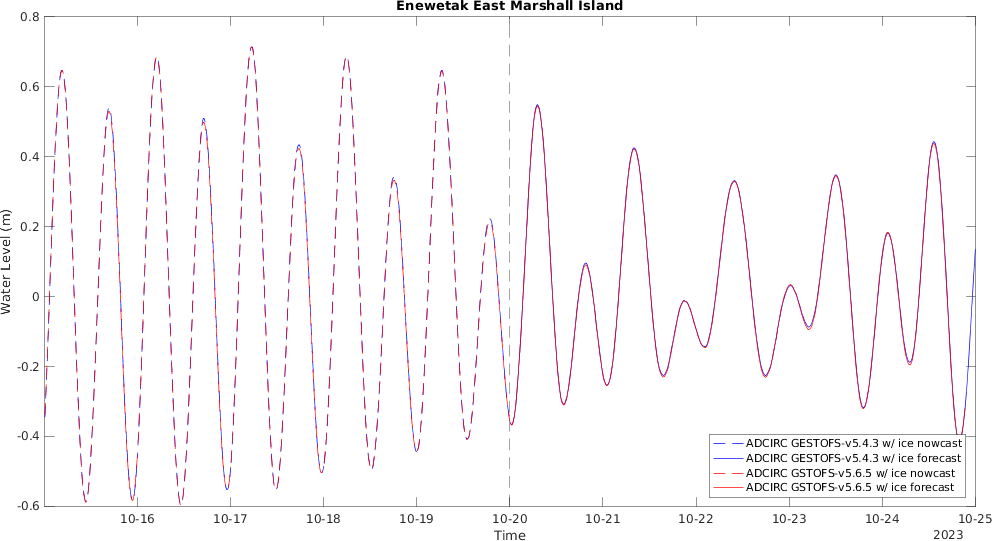 Enewetak East Marshall Island
0.8
0.6
0.4
0.2
0
-0.2
-0.4
-0.6
Water Level (m)
10-16
10-17
10-18
10-19
10-20
10-21
10-22
10-23
10-24
10-25
Time
2023
ADCIRC GESTOFS-v5.4.3 w/ ice nowcast
ADCIRC GESTOFS-v5.4.3 w/ ice forecast
ADCIRC GSTOFS-v5.6.5 w/ ice nowcast
ADCIRC GSTOFS-v5.6.5 w/ ice forecast